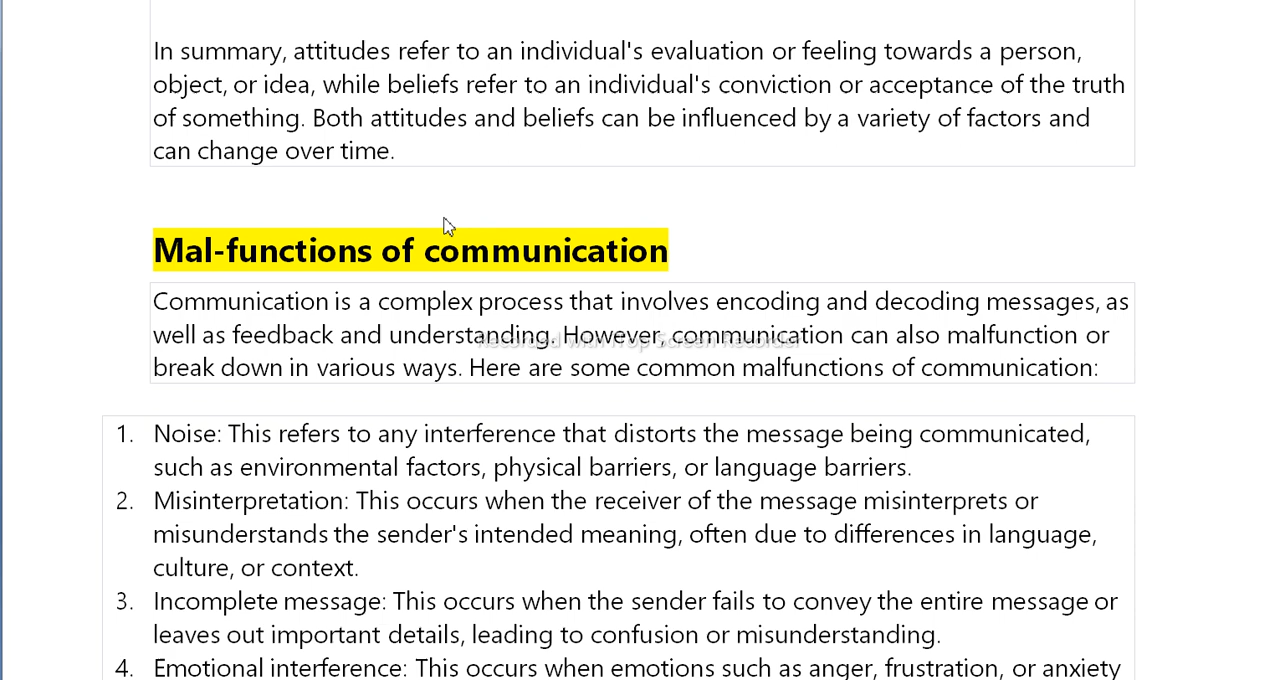 In summary, attitudes refer to an individual's evaluation or feeling towards a person,
object, or idea, while beliefs refer to an individual's conviction or acceptance of the truth
of something. Both attitudes and beliefs can be influenced by a variety of factors and
can change over time.
Mal-functions of communication
Communication is a complex process that involves encoding and decoding messages, as
well as feedback and understanding. However, communication can also malfunction or
Recorded with iTop Screen Recorder
break down in various ways. Here are some common malfunctions of communication:
1. Noise: This refers to any interference that distorts the message being communicated,
such as environmental factors, physical barriers, or language barriers.
2. Misinterpretation: This occurs when the receiver of the message misinterprets or
misunderstands the sender's intended meaning, often due to differences in language,
culture, or context.
3. Incomplete message: This occurs when the sender fails to convey the entire message or
leaves out important details, leading to confusion or misunderstanding.
4. Emotional interference: This occurs when emotions such as anger, frustration, or anxiety